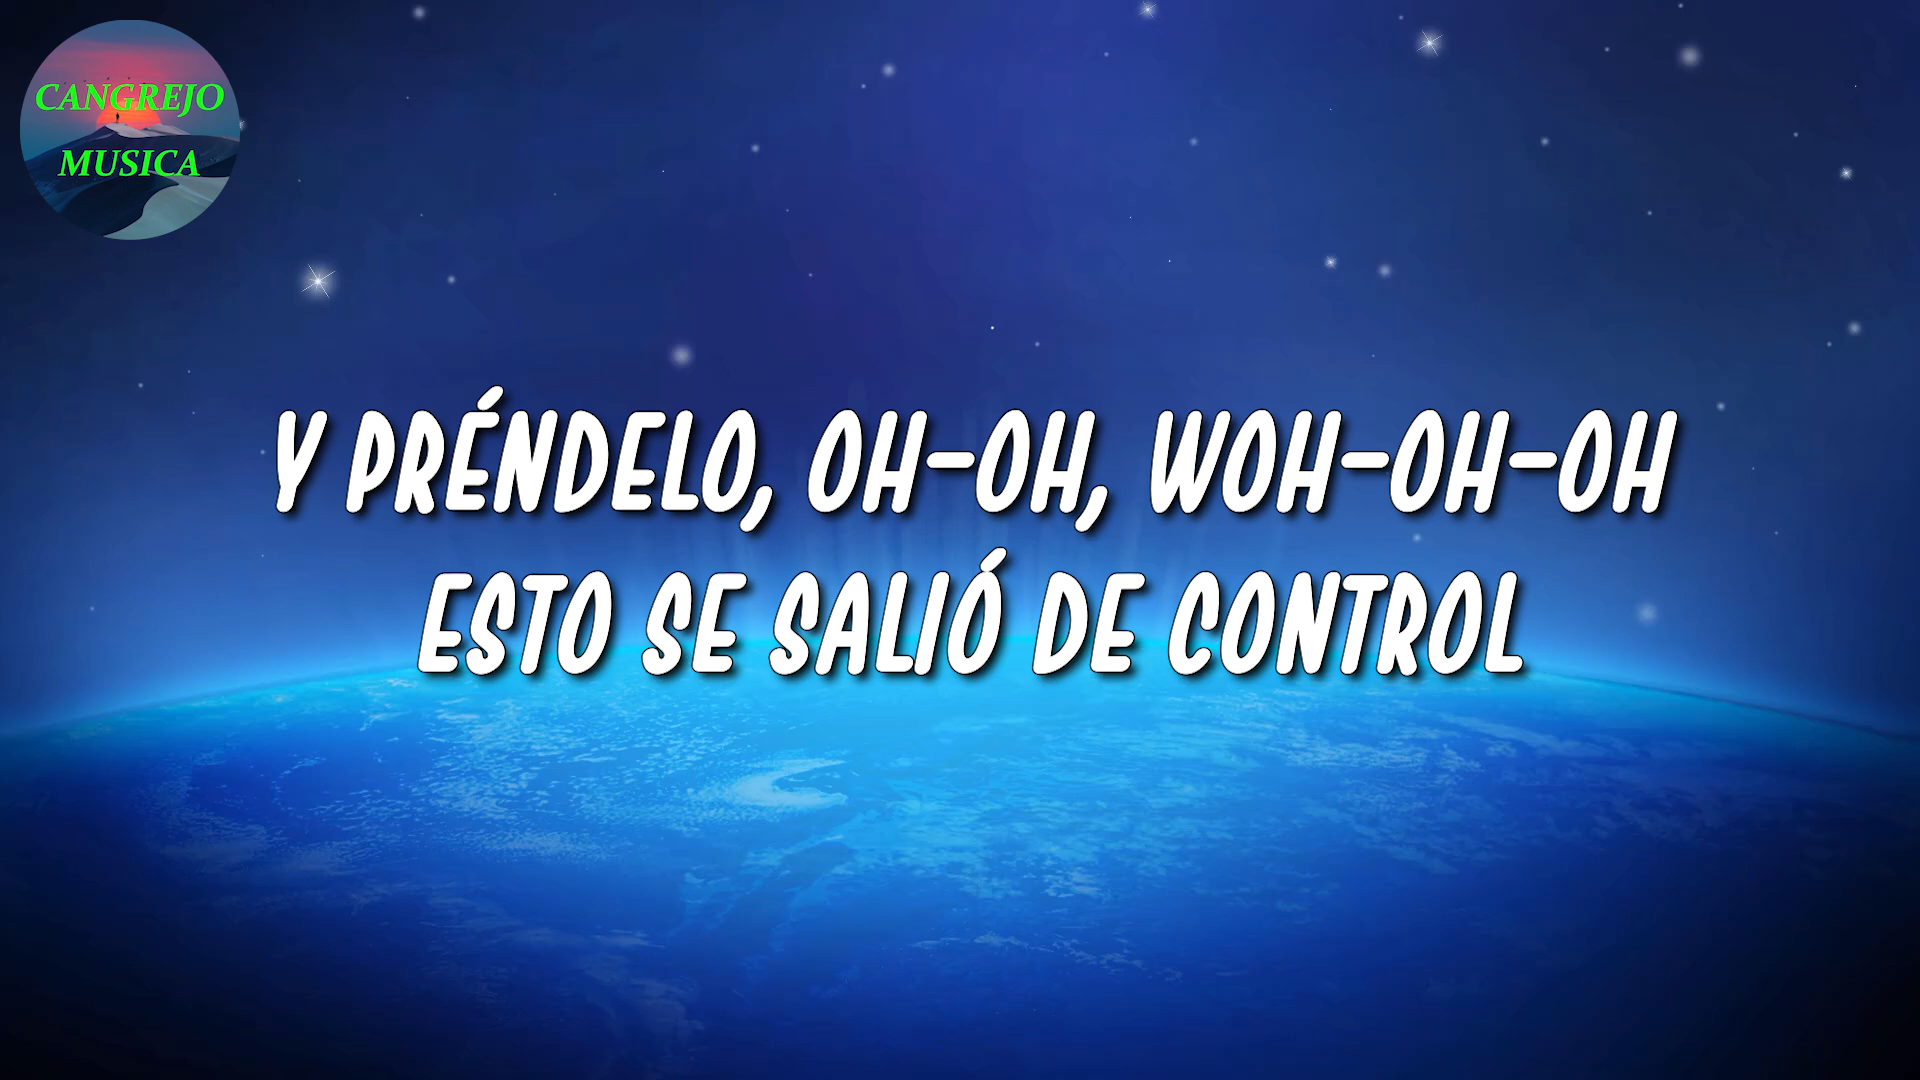 CANGREJO
MUSICA
Y PRÉNDELO, OH-OH, WOH-OH-OH
ESTO SE SALIÓ DE CONTROL